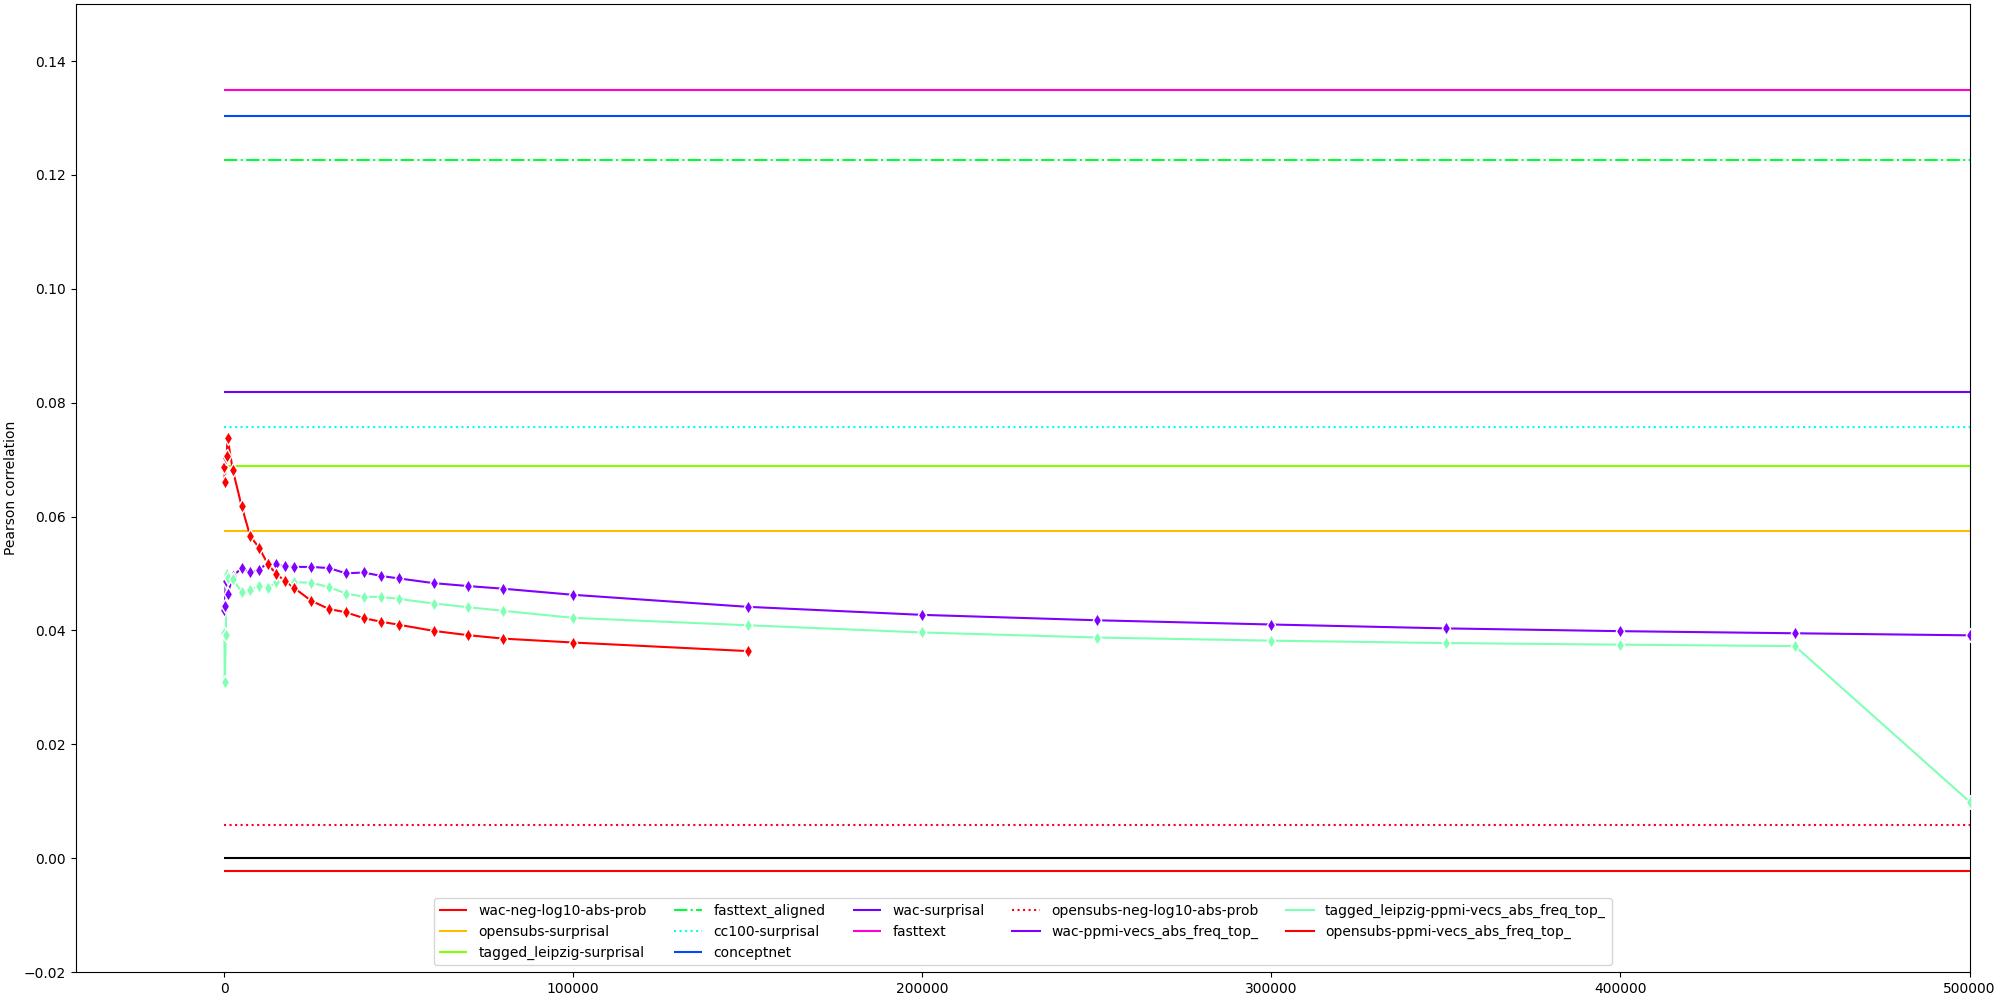 Pearson correlation
0.14
0.12
0.10
0.08
0.06
0.04
0.02
0.00
−0.02
wac-neg-log10-abs-prob
opensubs-surprisal
tagged_leipzig-surprisal
fasttext_aligned
cc100-surprisal
conceptnet
wac-surprisal
fasttext
opensubs-neg-log10-abs-prob
wac-ppmi-vecs_abs_freq_top_
tagged_leipzig-ppmi-vecs_abs_freq_top_
opensubs-ppmi-vecs_abs_freq_top_
0
100000
200000
300000
400000
500000